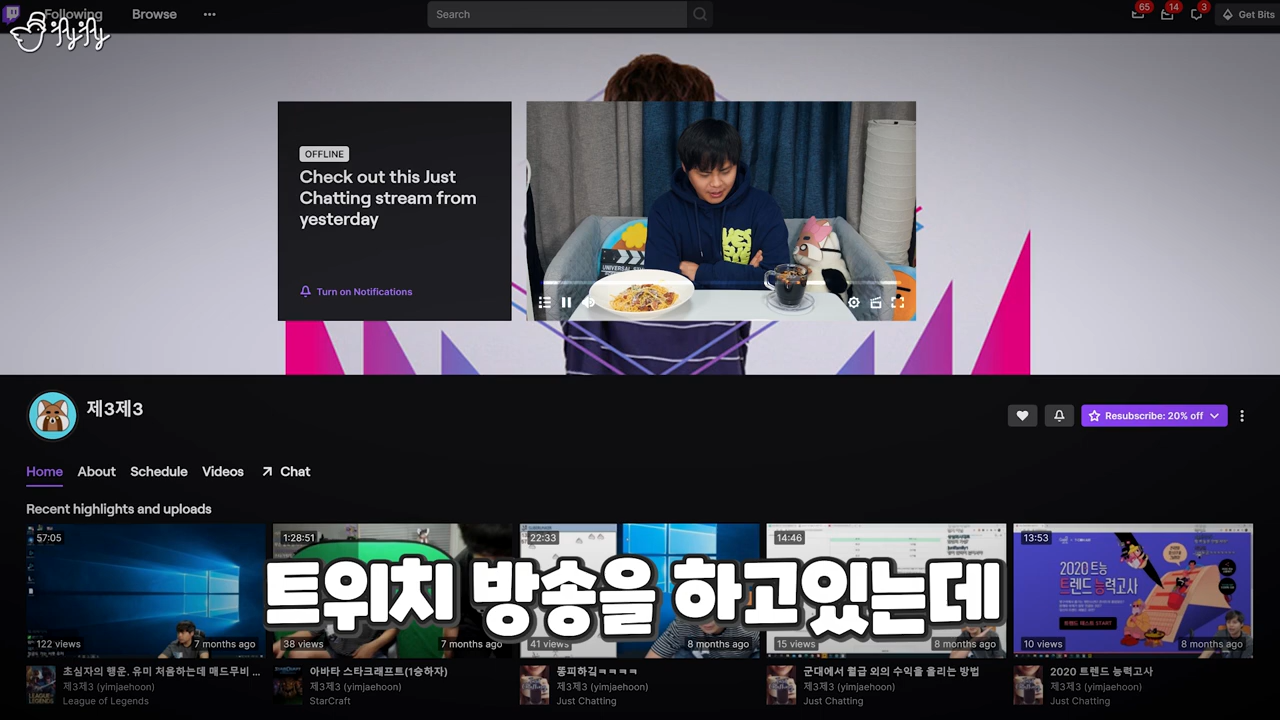 Following
Browse
Search
65
14
3
Get Bits
OFFLINE
Check out this Just
Chatting stream from
yesterday
Turn on Notifications
UNIVERSAL
제3제3
Resubscribe: 20% off
Home
About
Schedule
Videos
Chat
Recent highlights and uploads
57:05
1:28:51
22:33
14:46
13:53
2020 트능
트렌드 능력고사
트위치 방송을 하고있는데
122 views
7 months ago
38 views
7 months ago
41 views
8 months ago
15 views
8 months ago
10 views
8 months ago
초심자의 행운, 유미 처음하는데 매드무비 ...
제3제3 (yimjaehoon)
League of Legends
아바타 스타크래프트(1승하자)
제3제3 (yimjaehoon)
StarCraft
똥피하긔ㅋㅋㅋㅋ
제3제3 (yimjaehoon)
Just Chatting
군대에서 월급 외의 수익을 올리는 방법
제3제3 (yimjaehoon)
Just Chatting
2020 트렌드 능력고사
제3제3 (yimjaehoon)
Just Chatting